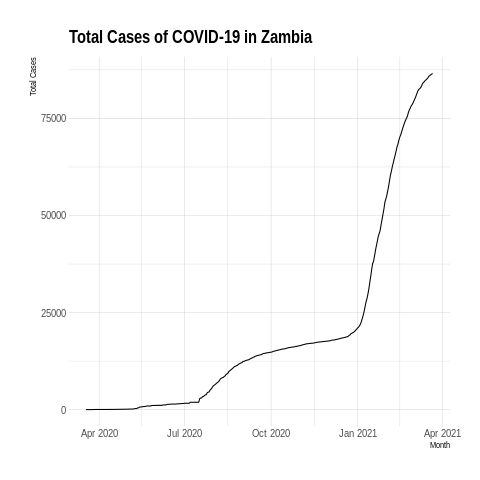 Total Cases of COVID-19 in Zambia
Total Cases
75000
50000
25000
0
Apr 2020 Jul 2020 Oct 2020 Jan 2021 Apr 2021
Month